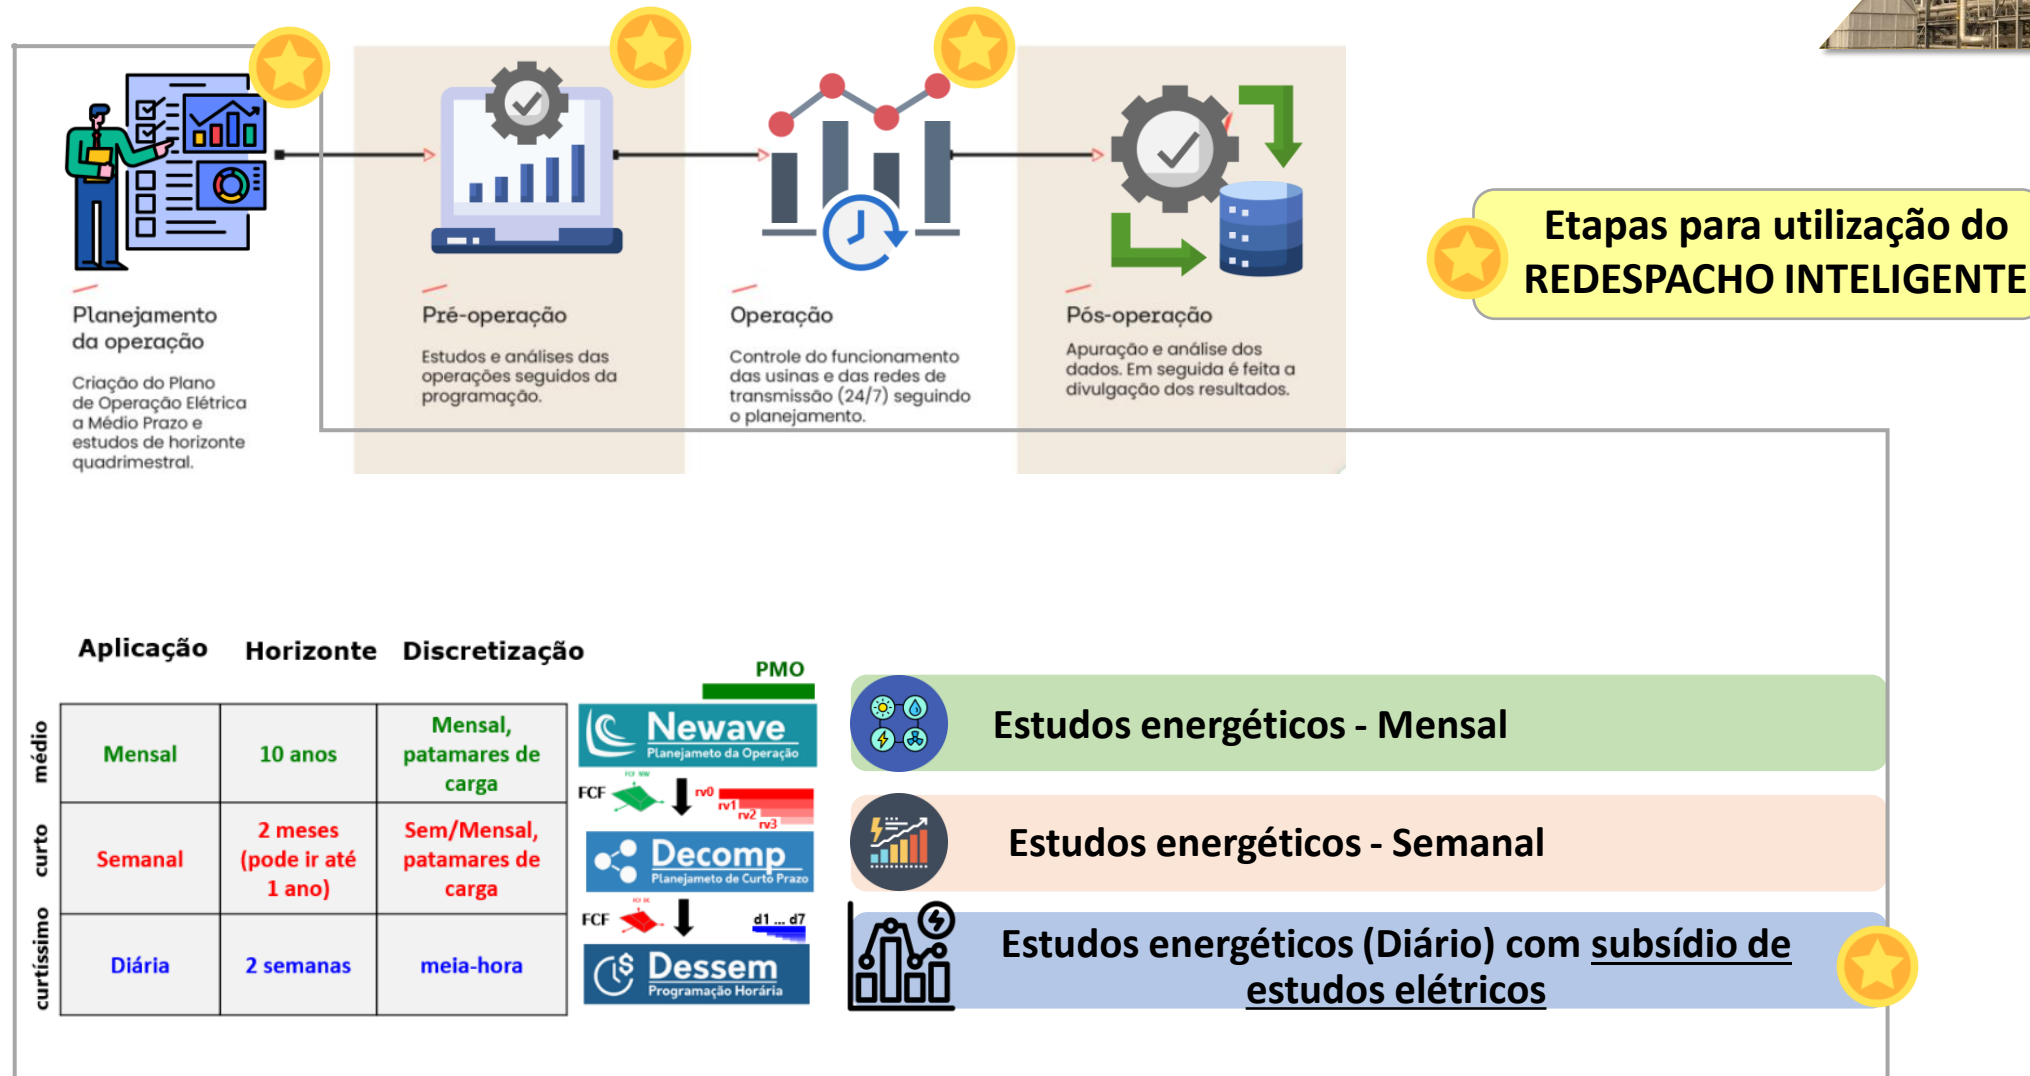 Planejamento
da operação
Criação do Plano
de Operação Elétrica
a Médio Prazo e
estudos de horizonte
quadrimestral.
Pré-operação
Estudos e análises das
operações seguidos da
programação.
Operação
Controle do funcionamento
das usinas e das redes de
transmissão (24/7) seguindo
o planejamento.
Pós-operação
Apuração e análise dos
dados. Em seguida é feita a
divulgação dos resultados.
Etapas para utilização do
REDESPACHO INTELIGENTE
Aplicação Horizonte Discretização
PMO
médio
Mensal
10 anos
Mensal,
patamares de
carga
Newave
Planejameto da Operação
FCF NW
FCF
rv0
rv1
rv2
rv3
curto
Semanal
2 meses
(pode ir até
1 ano)
Sem/Mensal,
patamares de
carga
Decomp
Planejameto de Curto Prazo
FCF DC
FCF
d1 ... d7
curtíssimo
Diária
2 semanas
meia-hora
Dessem
Programação Horária
Estudos energéticos - Mensal
Estudos energéticos - Semanal
Estudos energéticos (Diário) com subsídio de
estudos elétricos